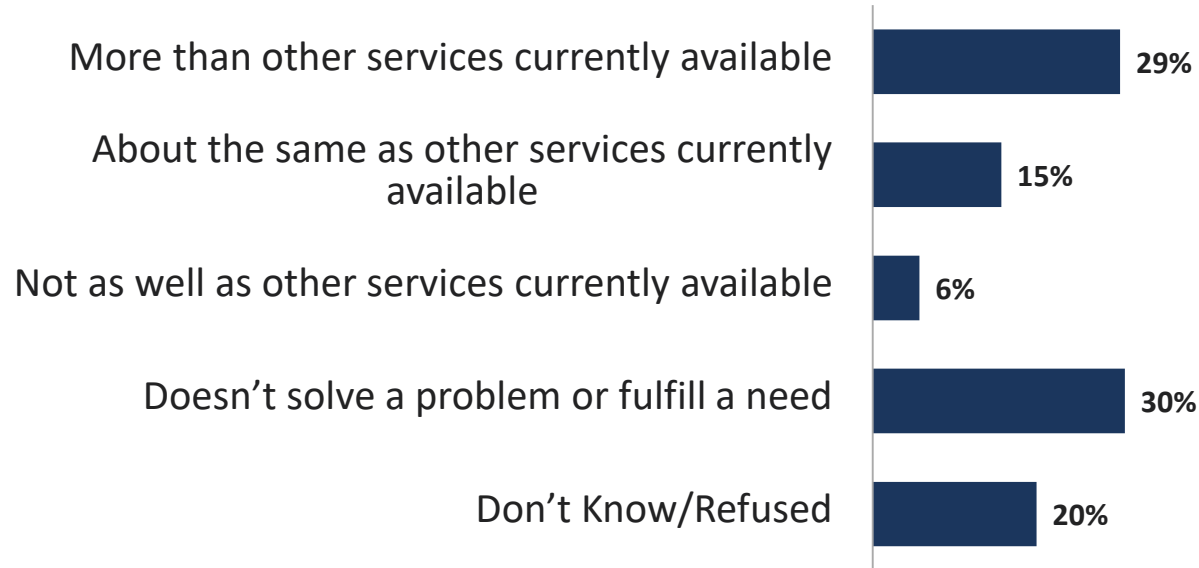 More than other services currently available
29%
About the same as other services currently
available
15%
Not as well as other services currently available
6%
Doesn’t solve a problem or fulfill a need
30%
Don’t Know/Refused
20%